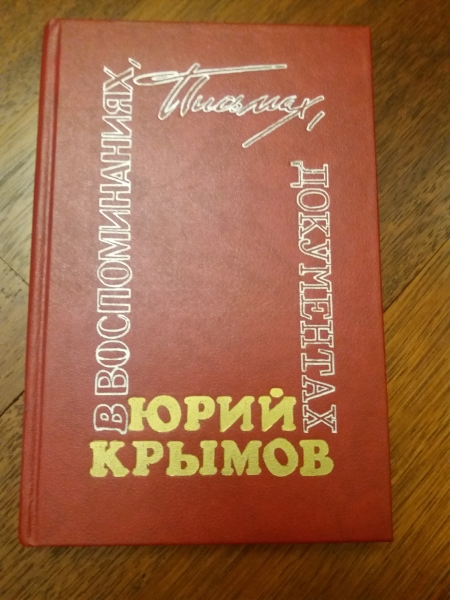 ЮРИЙ
КРЫМОВ
В ВОСПОМИНАНИЯХ,
Письмах,
ДОКУМЕНТАХ